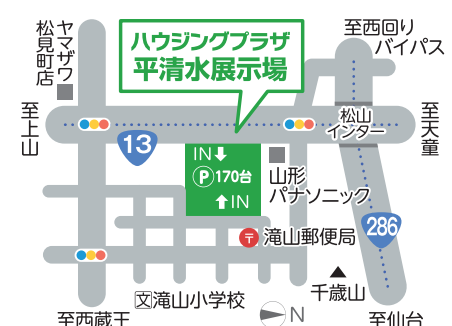 ヤマザワ
松見町店
ハウジングプラザ
平清水展示場
至西回り
バイパス
至上山
13
松山
インター
至天童
IN
P 170台
IN
山形
パナソニック
286
〒 滝山郵便局
文 滝山小学校
千歳山
N
至西蔵王
至仙台